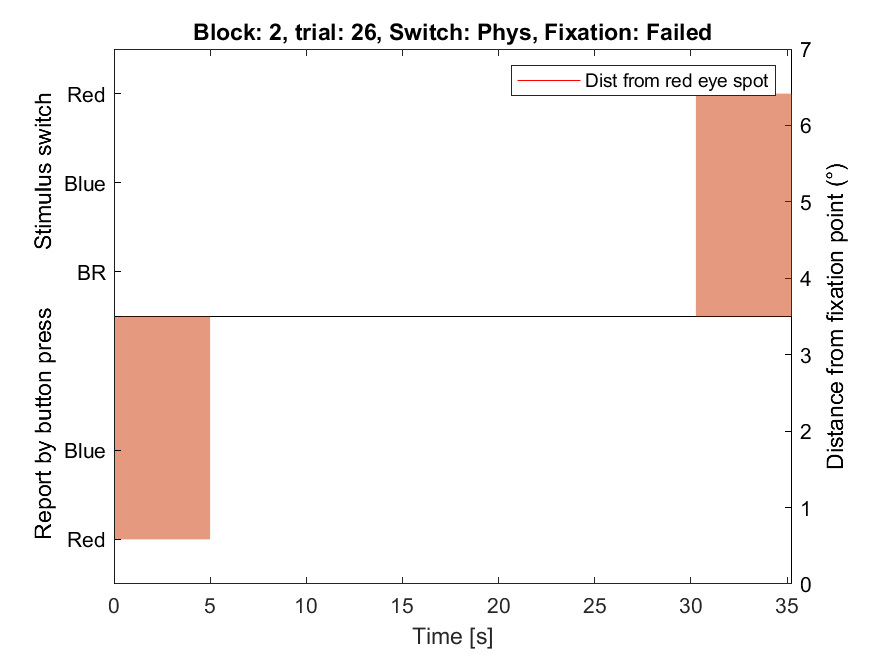 Block: 2, trial: 26, Switch: Phys, Fixation: Failed
Dist from red eye spot
Stimulus switch
Red
Blue
BR
Report by button press
Blue
Red
7
6
5
4
3
2
1
0
Distance from fixation point (°)
0 5 10 15 20 25 30 35
Time [s]